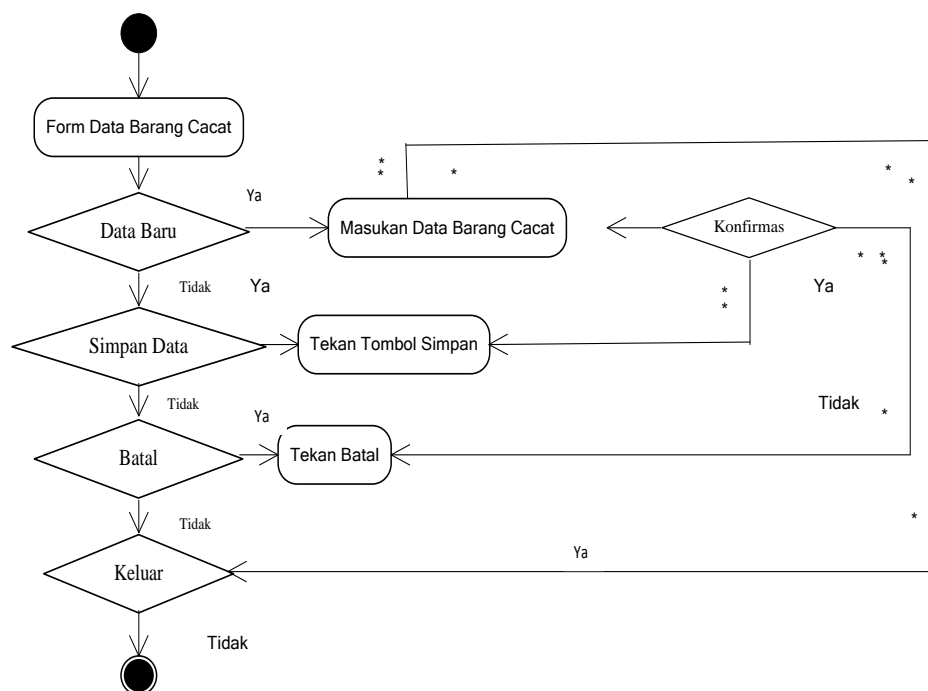 Form Data Barang Cacat
*
*
*
*
*
Ya
Data Baru
Masukan Data Barang Cacat
Konfirmas
*
*
*
Tidak
Ya
*
*
Ya
Simpan Data
Tekan Tombol Simpan
Tidak
Ya
Tidak
*
Batal
Tekan Batal
Tidak
*
Ya
Keluar
Tidak